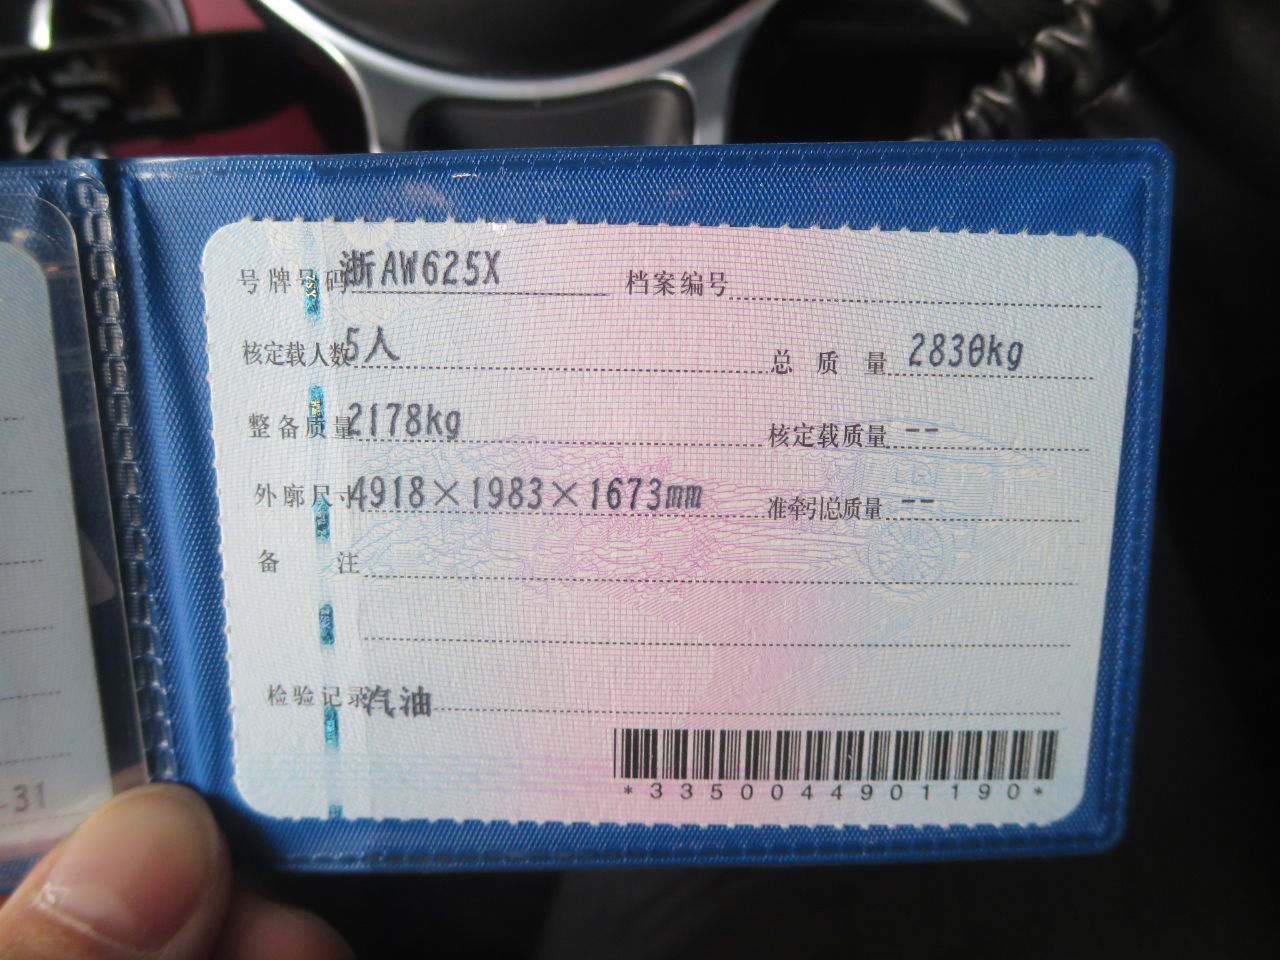 号牌号码 浙AW625X 档案编号
核定载人数 5人 总质量 2830kg
整备质量 2178kg 核定载质量 --
外廓尺寸 4918×1983×1673mm 准牵引总质量 --
备注
检验记录 汽油
*3350044901190*
-31